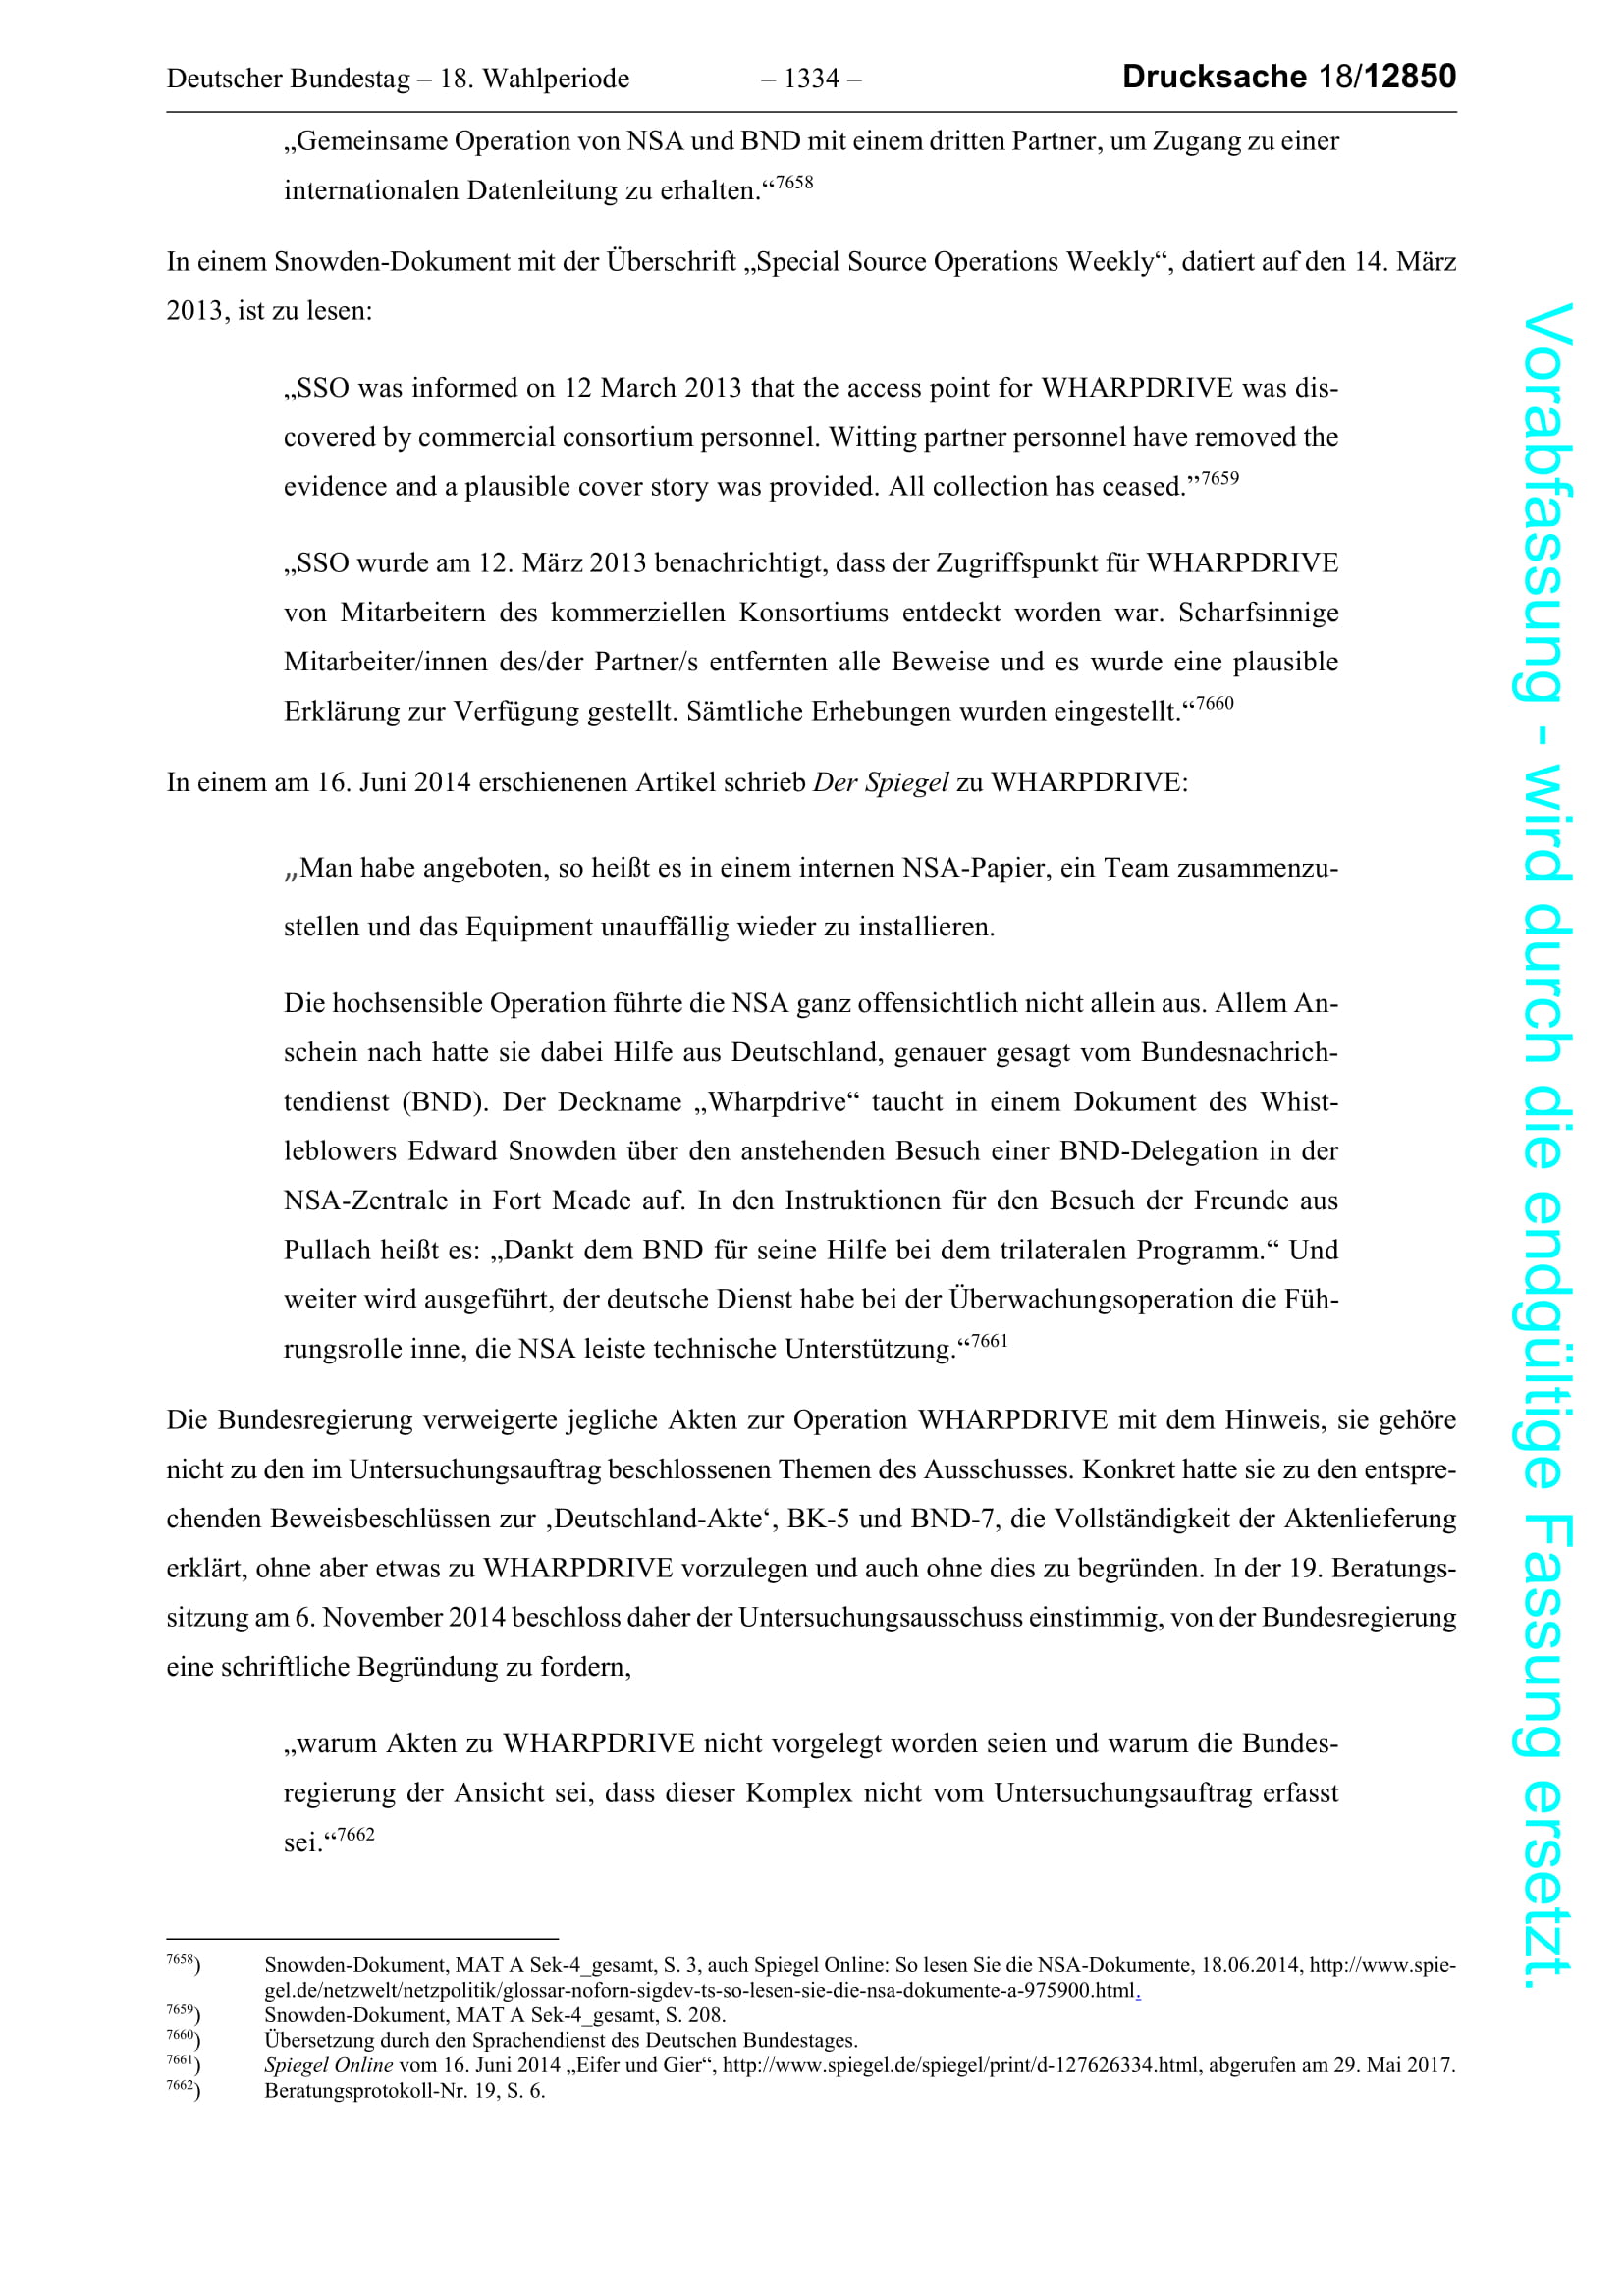 Deutscher Bundestag – 18. Wahlperiode – 1334 – Drucksache 18/12850
„Gemeinsame Operation von NSA und BND mit einem dritten Partner, um Zugang zu einer
internationalen Datenleitung zu erhalten.“7658
In einem Snowden-Dokument mit der Überschrift „Special Source Operations Weekly“, datiert auf den 14. März
2013, ist zu lesen:
„SSO was informed on 12 March 2013 that the access point for WHARPDRIVE was dis-
covered by commercial consortium personnel. Witting partner personnel have removed the
evidence and a plausible cover story was provided. All collection has ceased.”7659
„SSO wurde am 12. März 2013 benachrichtigt, dass der Zugriffspunkt für WHARPDRIVE
von Mitarbeitern des kommerziellen Konsortiums entdeckt worden war. Scharfsinnige
Mitarbeiter/innen des/der Partner/s entfernten alle Beweise und es wurde eine plausible
Erklärung zur Verfügung gestellt. Sämtliche Erhebungen wurden eingestellt.“7660
In einem am 16. Juni 2014 erschienenen Artikel schrieb Der Spiegel zu WHARPDRIVE:
„Man habe angeboten, so heißt es in einem internen NSA-Papier, ein Team zusammenzu-
stellen und das Equipment unauffällig wieder zu installieren.
Die hochsensible Operation führte die NSA ganz offensichtlich nicht allein aus. Allem An-
schein nach hatte sie dabei Hilfe aus Deutschland, genauer gesagt vom Bundesnachrich-
tendienst (BND). Der Deckname „Wharpdrive“ taucht in einem Dokument des Whist-
leblowers Edward Snowden über den anstehenden Besuch einer BND-Delegation in der
NSA-Zentrale in Fort Meade auf. In den Instruktionen für den Besuch der Freunde aus
Pullach heißt es: „Dankt dem BND für seine Hilfe bei dem trilateralen Programm.“ Und
weiter wird ausgeführt, der deutsche Dienst habe bei der Überwachungsoperation die Füh-
rungsrolle inne, die NSA leiste technische Unterstützung.“7661
Die Bundesregierung verweigerte jegliche Akten zur Operation WHARPDRIVE mit dem Hinweis, sie gehöre
nicht zu den im Untersuchungsauftrag beschlossenen Themen des Ausschusses. Konkret hatte sie zu den entspre-
chenden Beweisbeschlüssen zur ‚Deutschland-Akte‘, BK-5 und BND-7, die Vollständigkeit der Aktenlieferung
erklärt, ohne aber etwas zu WHARPDRIVE vorzulegen und auch ohne dies zu begründen. In der 19. Beratungs-
sitzung am 6. November 2014 beschloss daher der Untersuchungsausschuss einstimmig, von der Bundesregierung
eine schriftliche Begründung zu fordern,
„warum Akten zu WHARPDRIVE nicht vorgelegt worden seien und warum die Bundes-
regierung der Ansicht sei, dass dieser Komplex nicht vom Untersuchungsauftrag erfasst
sei.“7662
7658) Snowden-Dokument, MAT A Sek-4_gesamt, S. 3, auch Spiegel Online: So lesen Sie die NSA-Dokumente, 18.06.2014, http://www.spie-
gel.de/netzwelt/netzpolitik/glossar-noforn-sigdev-ts-so-lesen-sie-die-nsa-dokumente-a-975900.html.
7659) Snowden-Dokument, MAT A Sek-4_gesamt, S. 208.
7660) Übersetzung durch den Sprachendienst des Deutschen Bundestages.
7661) Spiegel Online vom 16. Juni 2014 „Eifer und Gier“, http://www.spiegel.de/spiegel/print/d-127626334.html, abgerufen am 29. Mai 2017.
7662) Beratungsprotokoll-Nr. 19, S. 6.
Vorabfassung - wird durch die endgültige Fassung ersetzt.